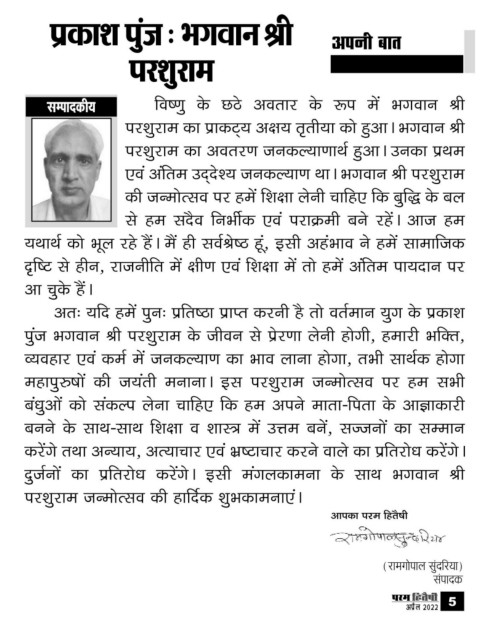 प्रकाश पुंज : भगवान श्री
परशुराम
अपनी बात
सम्पादकीय
विष्णु के छठे अवतार के रूप में भगवान श्री
परशुराम का प्राकट्य अक्षय तृतीया को हुआ। भगवान श्री
परशुराम का अवतरण जनकल्याणार्थ हुआ। उनका प्रथम
एवं अंतिम उद्देश्य जनकल्याण था। भगवान श्री परशुराम
की जन्मोत्सव पर हमें शिक्षा लेनी चाहिए कि बुद्धि के बल
से हम सदैव निर्भीक एवं पराक्रमी बने रहें। आज हम
यथार्थ को भूल रहे हैं। मैं ही सर्वश्रेष्ठ हूं, इसी अहंभाव ने हमें सामाजिक
दृष्टि से हीन, राजनीति में क्षीण एवं शिक्षा में तो हमें अंतिम पायदान पर
आ चुके हैं।
अतः यदि हमें पुनः प्रतिष्ठा प्राप्त करनी है तो वर्तमान युग के प्रकाश
पुंज भगवान श्री परशुराम के जीवन से प्रेरणा लेनी होगी, हमारी भक्ति,
व्यवहार एवं कर्म में जनकल्याण का भाव लाना होगा, तभी सार्थक होगा
महापुरुषों की जयंती मनाना। इस परशुराम जन्मोत्सव पर हम सभी
बंधुओं को संकल्प लेना चाहिए कि हम अपने माता-पिता के आज्ञाकारी
बनने के साथ-साथ शिक्षा व शास्त्र में उत्तम बनें, सज्जनों का सम्मान
करेंगे तथा अन्याय, अत्याचार एवं भ्रष्टाचार करने वाले का प्रतिरोध करेंगे।
दुर्जनों का प्रतिरोध करेंगे। इसी मंगलकामना के साथ भगवान श्री
परशुराम जन्मोत्सव की हार्दिक शुभकामनाएं।
आपका परम हितैषी
रामगोपाल सुन्दरिया
(रामगोपाल सुंदरिया)
संपादक
परम हितैषी
अप्रैल 2022
5